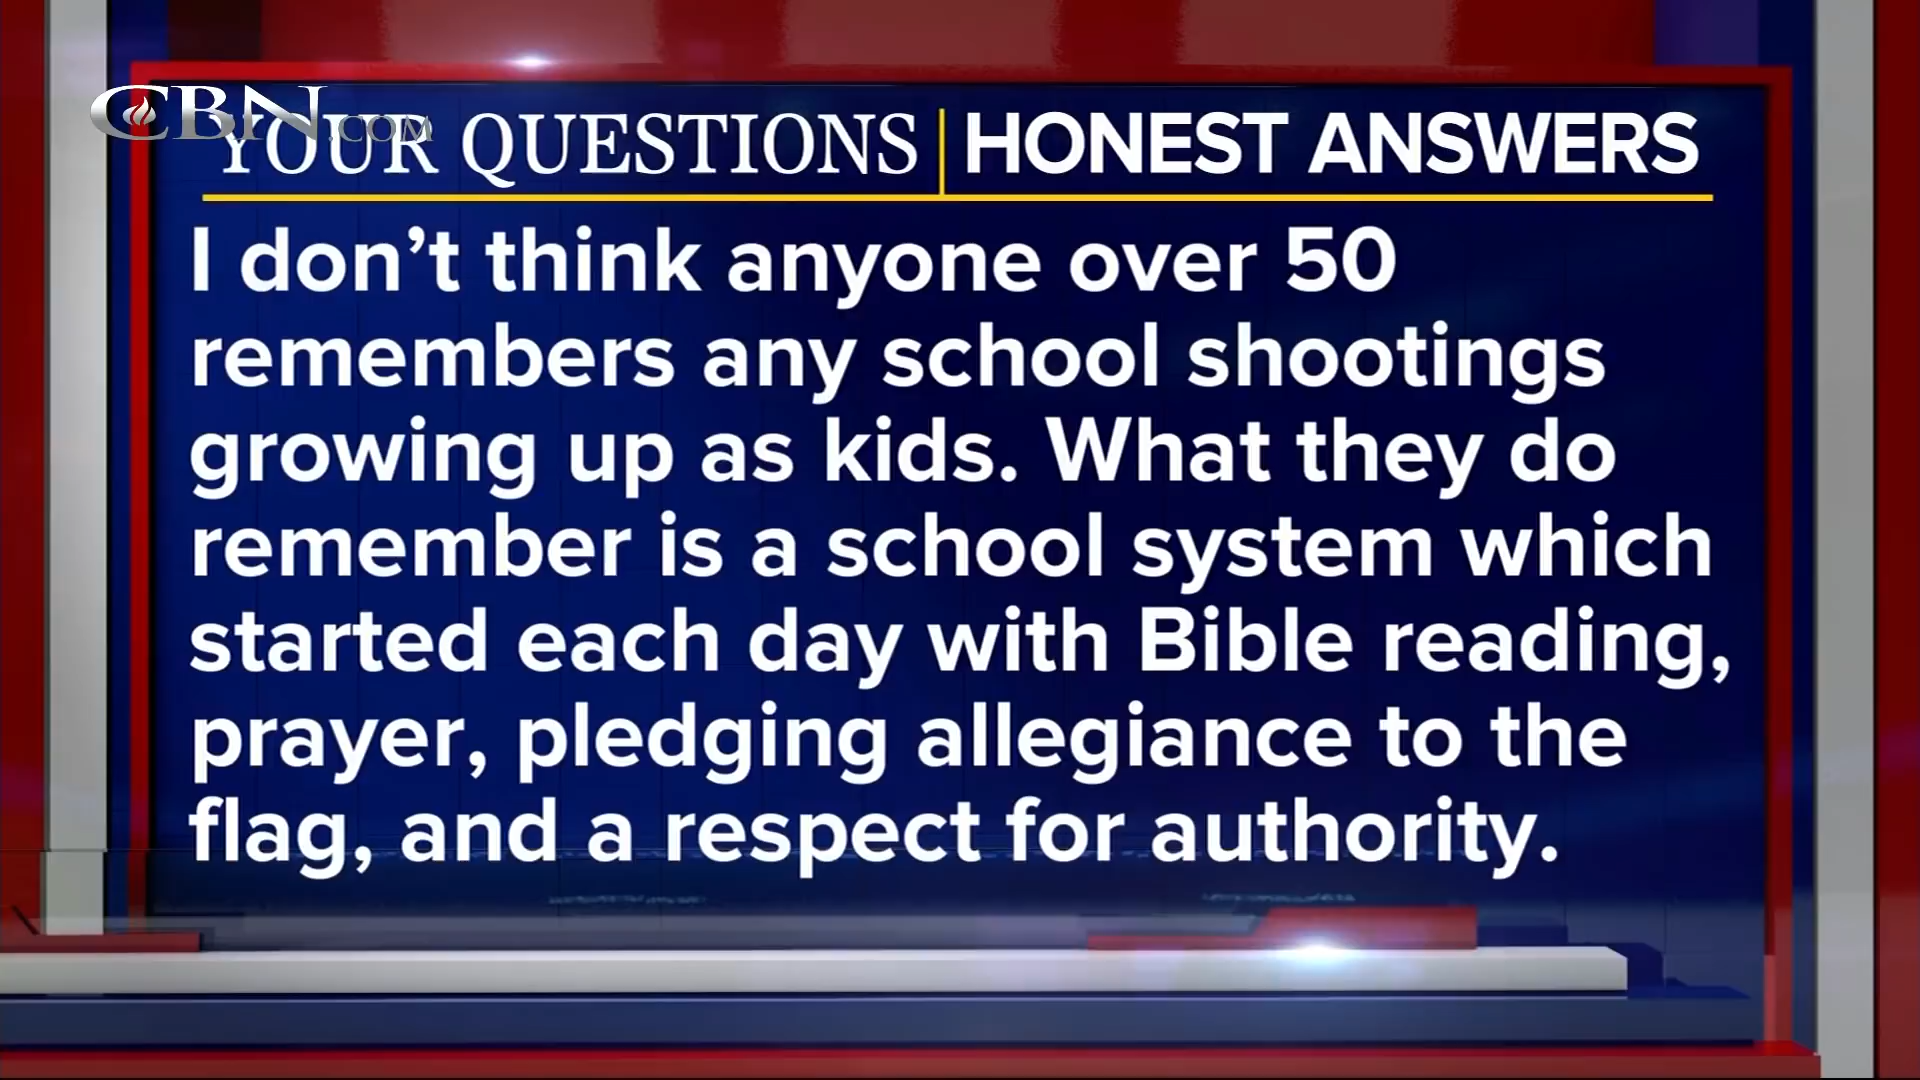 CBN.COM
YOUR QUESTIONS HONEST ANSWERS
I don’t think anyone over 50
remembers any school shootings
growing up as kids. What they do
remember is a school system which
started each day with Bible reading,
prayer, pledging allegiance to the
flag, and a respect for authority.